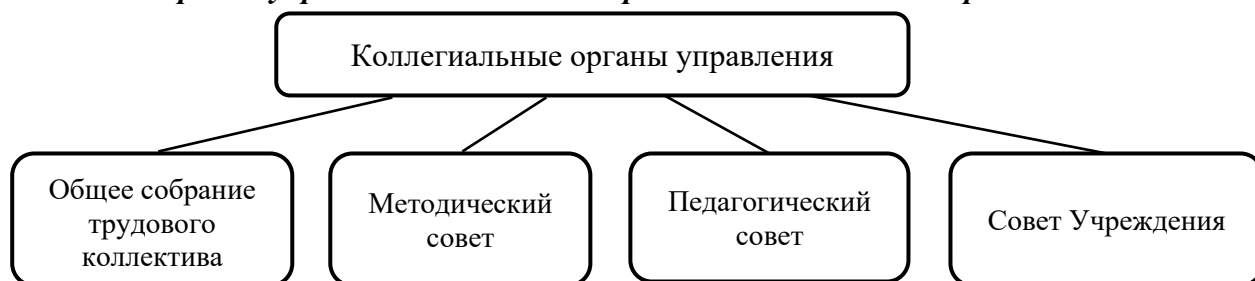 Коллегиальные органы управления
Общее собрание
трудового
коллектива
Методический
совет
Педагогический
совет
Совет Учреждения